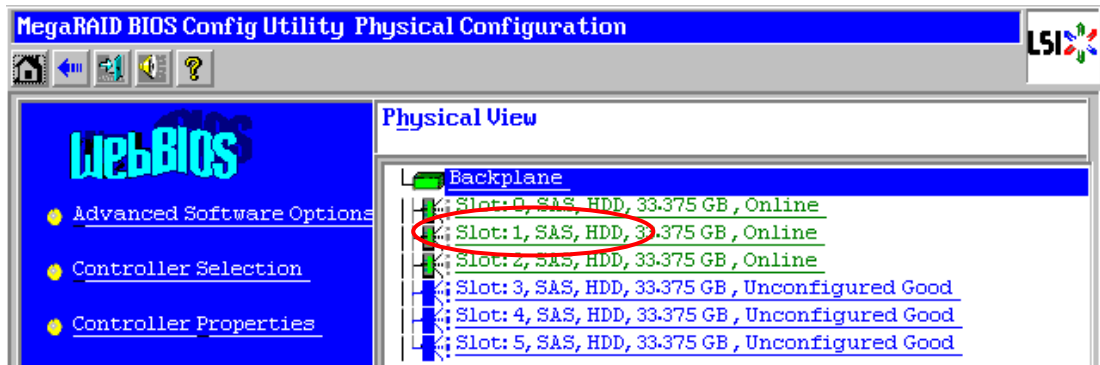 MegaRAID BIOS Config Utility Physical Configuration
LSI
?
WebBIOS
Advanced Software Options
Controller Selection
Controller Properties
Physical View
Backplane
Slot: 0, SAS, HDD, 33.375 GB , Online
Slot: 1, SAS, HDD, 33.375 GB , Online
Slot: 2, SAS, HDD, 33.375 GB , Online
Slot: 3, SAS, HDD, 33.375 GB , Unconfigured Good
Slot: 4, SAS, HDD, 33.375 GB , Unconfigured Good
Slot: 5, SAS, HDD, 33.375 GB , Unconfigured Good